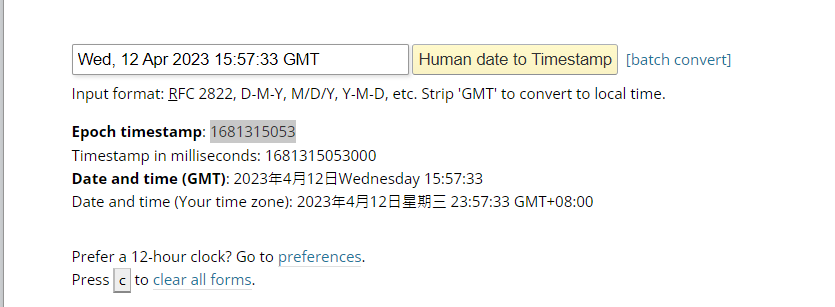 Wed, 12 Apr 2023 15:57:33 GMT Human date to Timestamp [batch convert]
Input format: RFC 2822, D-M-Y, M/D/Y, Y-M-D, etc. Strip 'GMT' to convert to local time.
Epoch timestamp: 1681315053
Timestamp in milliseconds: 1681315053000
Date and time (GMT): 2023年4月12日Wednesday 15:57:33
Date and time (Your time zone): 2023年4月12日星期三 23:57:33 GMT+08:00
Prefer a 12-hour clock? Go to preferences.
Press c to clear all forms.